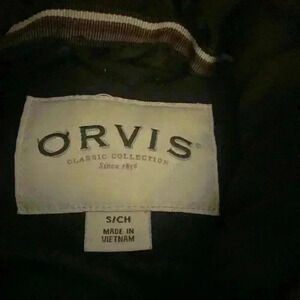 ORVIS
CLASSIC COLLECTION
Since 1856
S/CH
MADE IN
VIETNAM